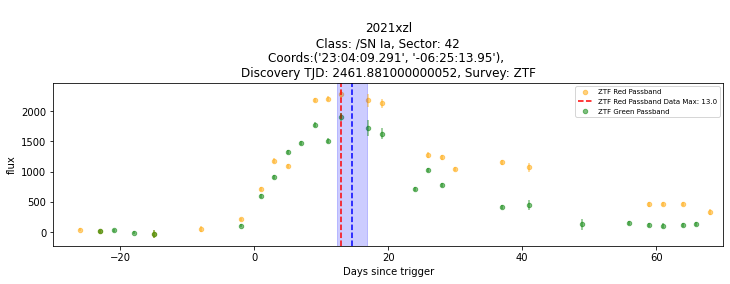 2021xzl
Class: /SN Ia, Sector: 42
Coords:('23:04:09.291', '-06:25:13.95'),
Discovery TJD: 2461.881000000052, Survey: ZTF
ZTF Red Passband
ZTF Red Passband Data Max: 13.0
ZTF Green Passband
flux
2000
1500
1000
500
0
−20
0
20
40
60
Days since trigger